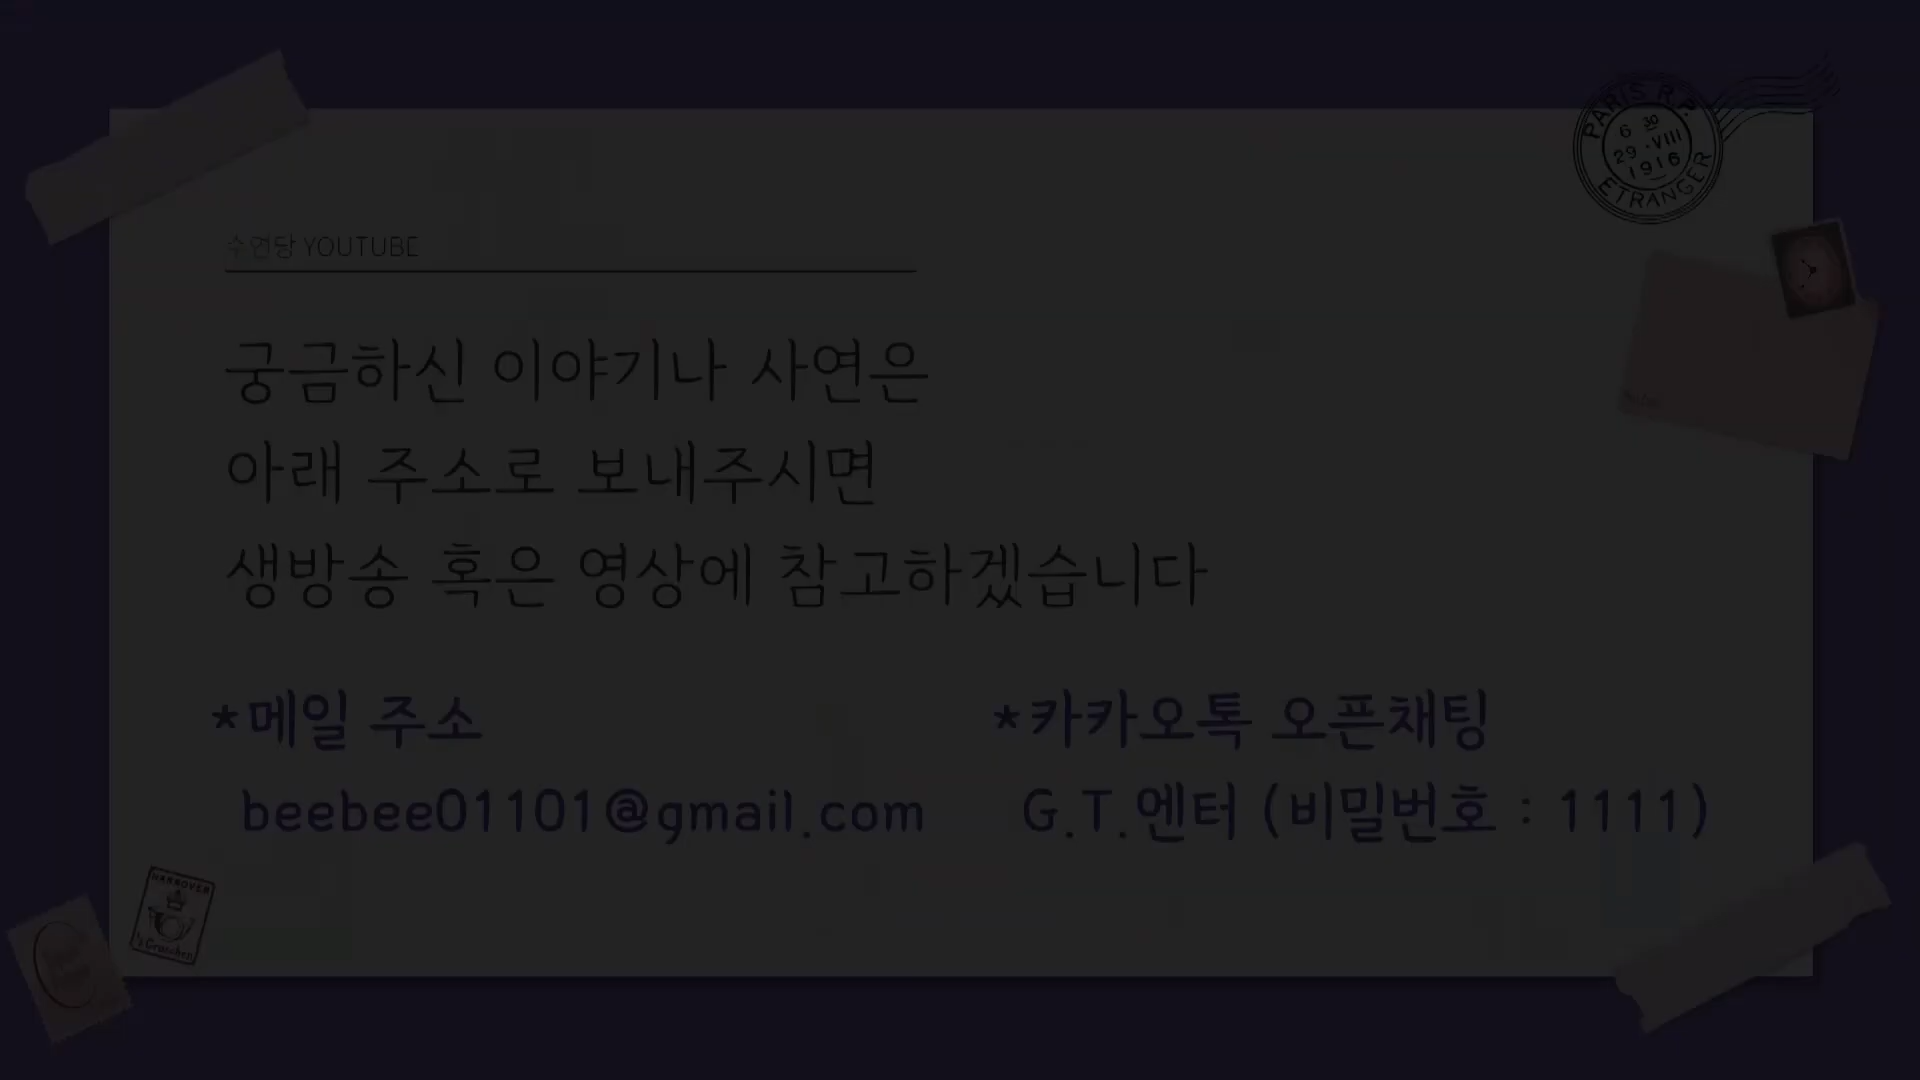 수연당 YOUTUBE
궁금하신 이야기나 사연은
아래 주소로 보내주시면
생방송 혹은 영상에 참고하겠습니다
*메일 주소
beebee01101@gmail.com
*카카오톡 오픈채팅
G.T.엔터 (비밀번호 : 1111)
PARIS R.P.
6 30
29 ·VIII
1916
ETRANGER
HANNOVER